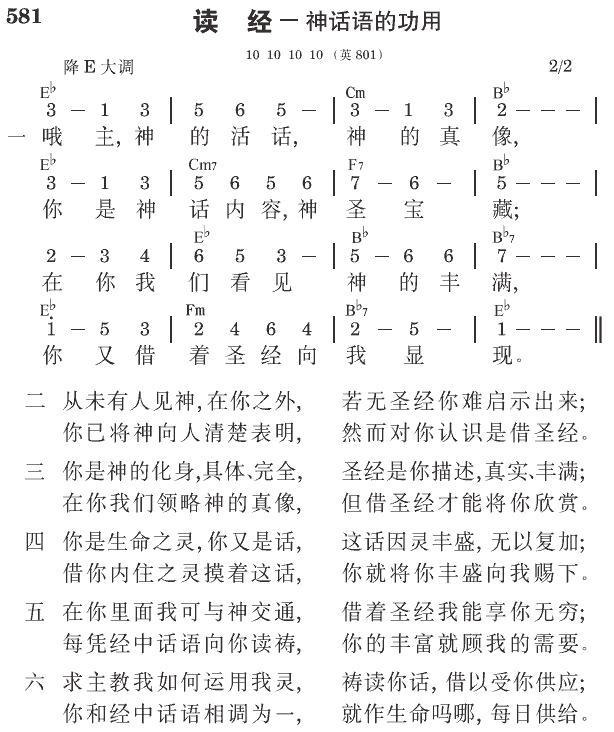 581 读 经 — 神话语的功用
10 10 10 10 (英801)
降E大调 2/2
E♭ Cm B♭
3 – 1 3 | 5 6 5 – | 3 – 1 3 | 2 – – – |
一 哦 主, 神 的 活 话, 神 的 真 像,
E♭ Cm7 F7 B♭
3 – 1 3 | 5 6 5 6 | 7 – 6 – | 5 – – – |
你 是 神 话 内 容, 神 圣 宝 藏;
E♭ B♭ B♭7
2 – 3 4 | 6 5 3 – | 5 – 6 6 | 7 – – – |
在 你 我 们 看 见 神 的 丰 满,
E♭ Fm B♭7 E♭
1̇ – 5 3 | 2 4 6 4 | 2 – 5 – | 1 – – – ‖
你 又 借 着 圣 经 向 我 显 现。
二 从未有人见神,在你之外, 若无圣经你难启示出来;
你已将神向人清楚表明, 然而对你认识是借圣经。
三 你是神的化身,具体、完全, 圣经是你描述,真实、丰满;
在你我们领略神的真像, 但借圣经才能将你欣赏。
四 你是生命之灵,你又是话, 这话因灵丰盛, 无以复加;
借你内住之灵摸着这话, 你就将你丰盛向我赐下。
五 在你里面我可与神交通, 借着圣经我能享你无穷;
每凭经中话语向你读祷, 你的丰富就顾我的需要。
六 求主教我如何运用我灵, 祷读你话, 借以受你供应;
你和经中话语相调为一, 就作生命吗哪, 每日供给。